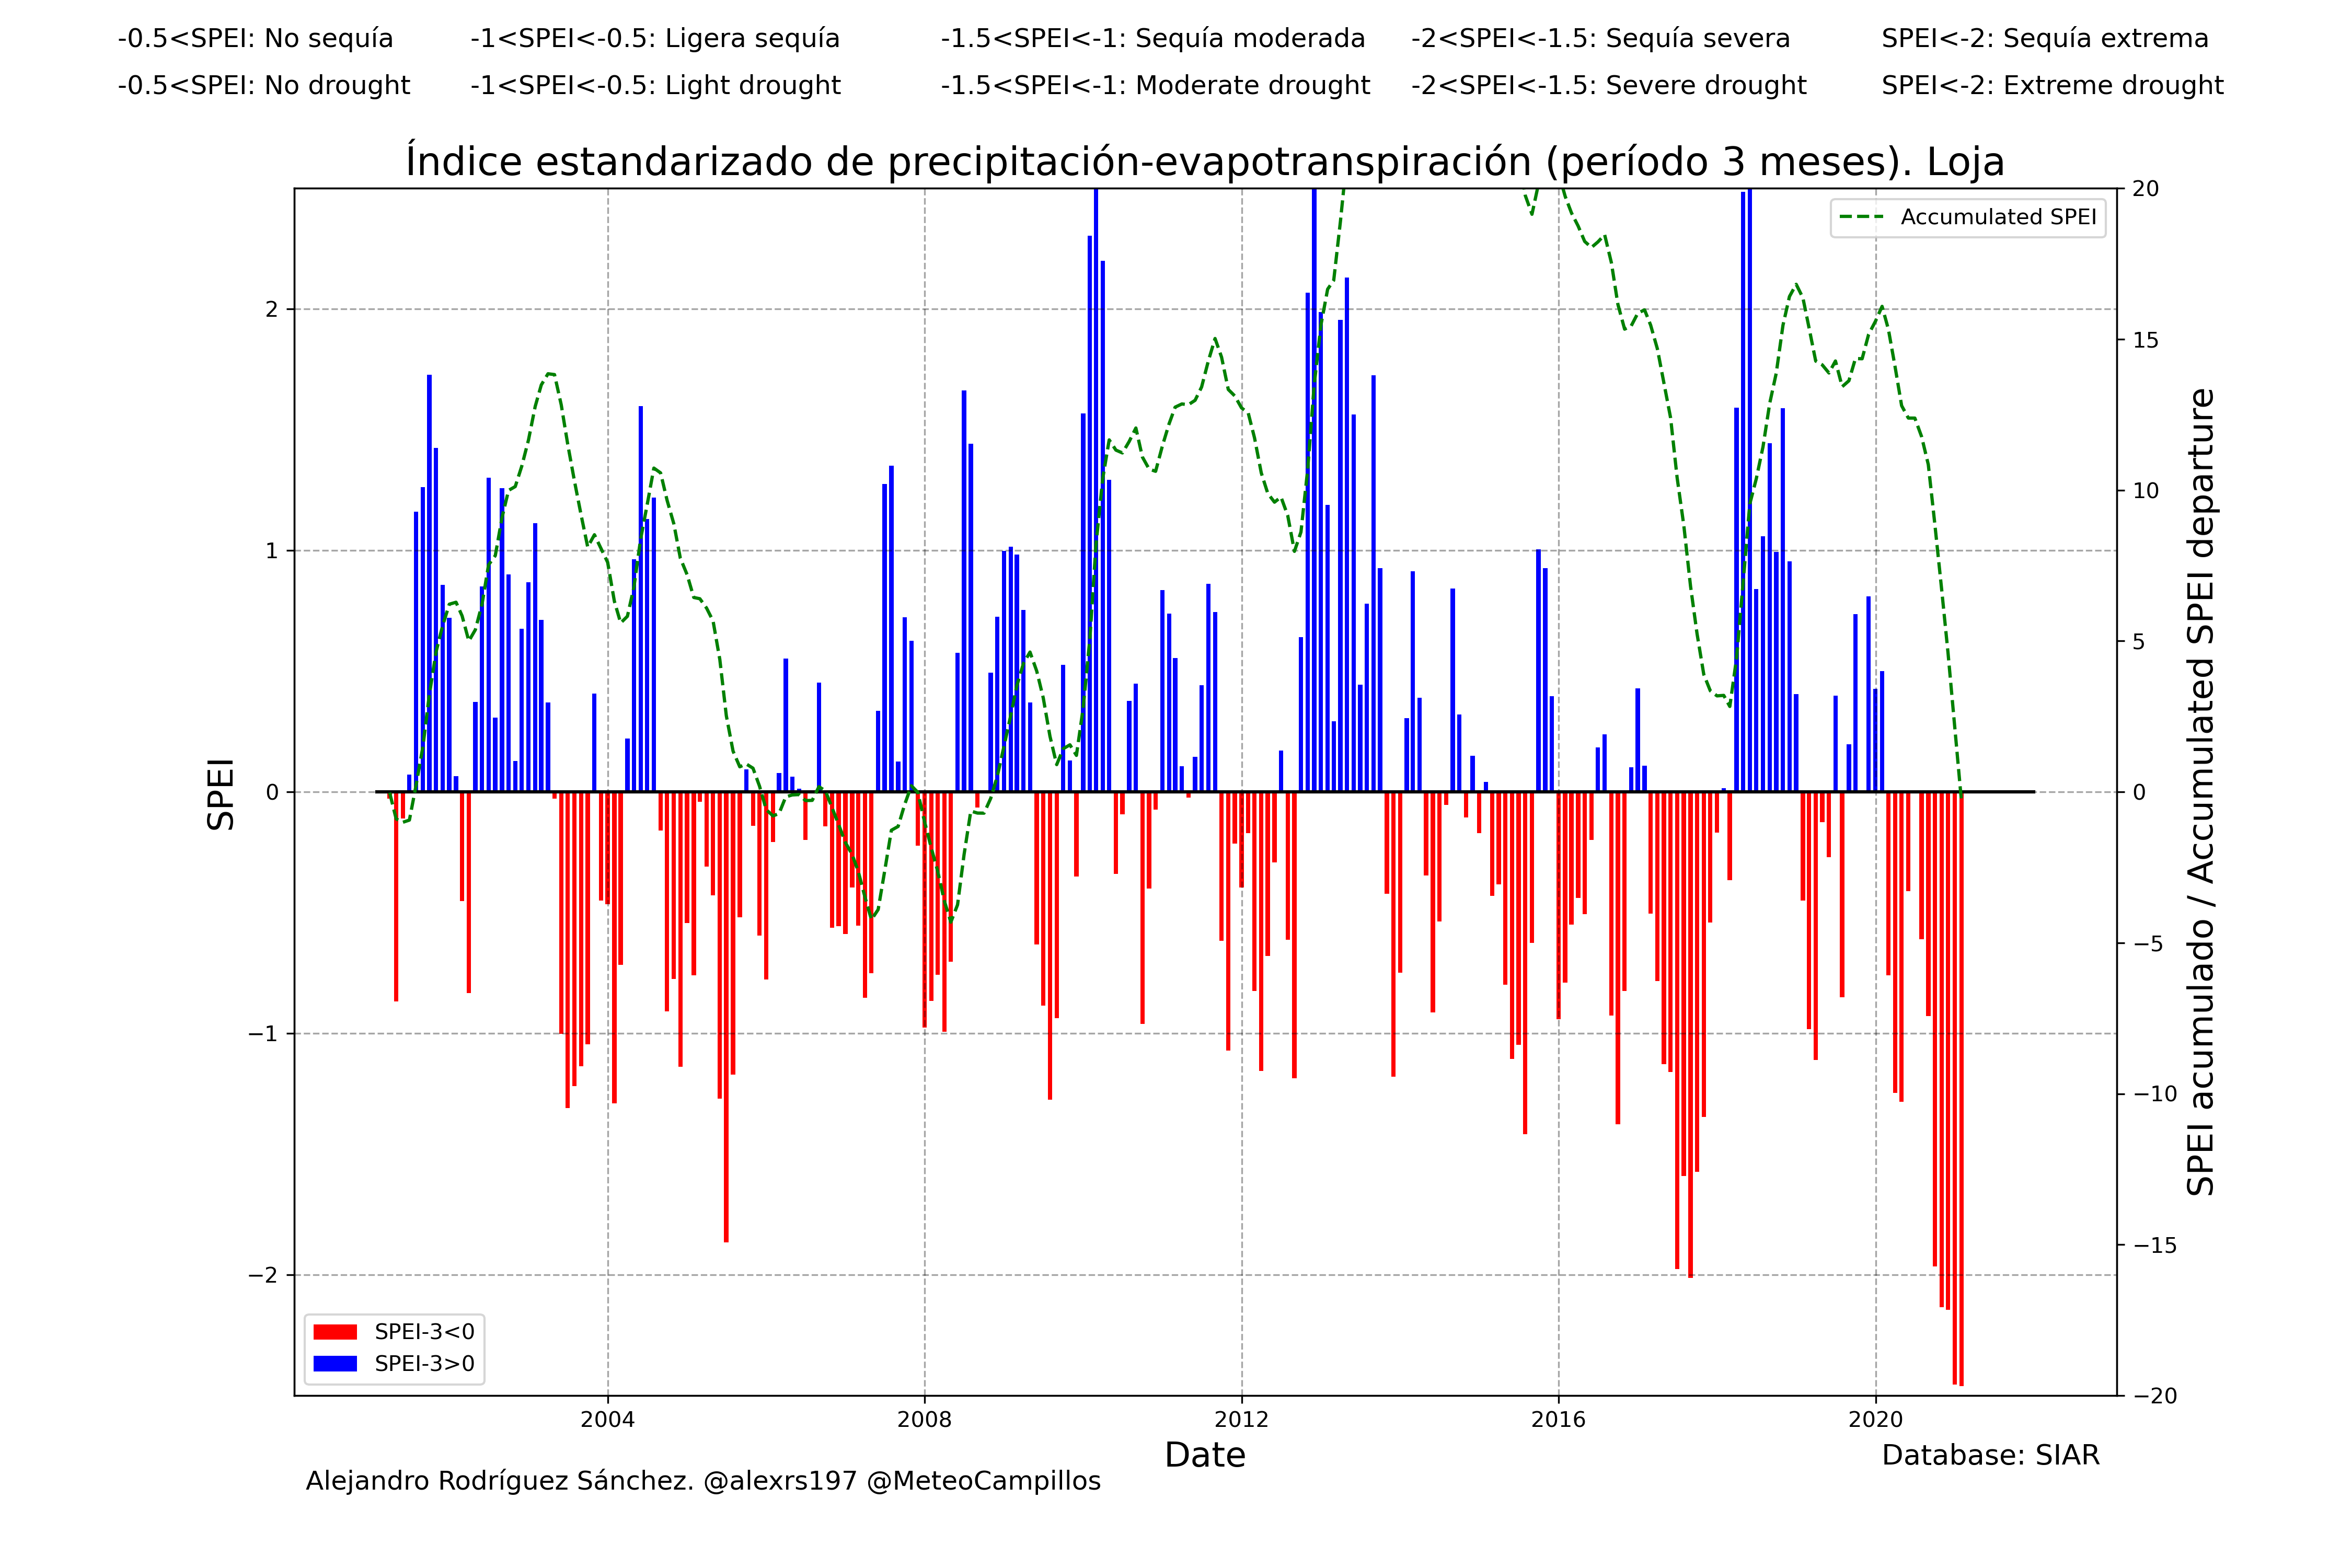 -0.5<SPEI: No sequía -1<SPEI<-0.5: Ligera sequía -1.5<SPEI<-1: Sequía moderada -2<SPEI<-1.5: Sequía severa SPEI<-2: Sequía extrema
-0.5<SPEI: No drought -1<SPEI<-0.5: Light drought -1.5<SPEI<-1: Moderate drought -2<SPEI<-1.5: Severe drought SPEI<-2: Extreme drought
Índice estandarizado de precipitación-evapotranspiración (período 3 meses). Loja
Accumulated SPEI
SPEI
2
1
0
−1
−2
20
15
10
5
0
−5
−10
−15
−20
SPEI acumulado / Accumulated SPEI departure
SPEI-3<0
SPEI-3>0
2004 2008 2012 2016 2020
Date
Database: SIAR
Alejandro Rodríguez Sánchez. @alexrs197 @MeteoCampillos